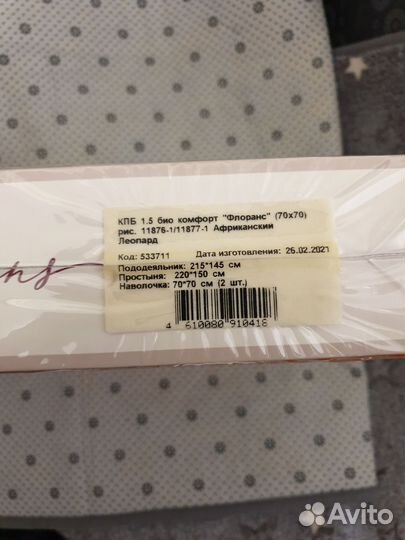 КПБ 1.5 био комфорт "Флоранс" (70х70)
рис. 11876-1/11877-1 Африканский
Леопард
Код: 533711 Дата изготовления: 26.02.2021
Пододеяльник: 215*145 см
Простыня: 220*150 см
Наволочка: 70*70 см (2 шт.)
4 610080 910418
Avito